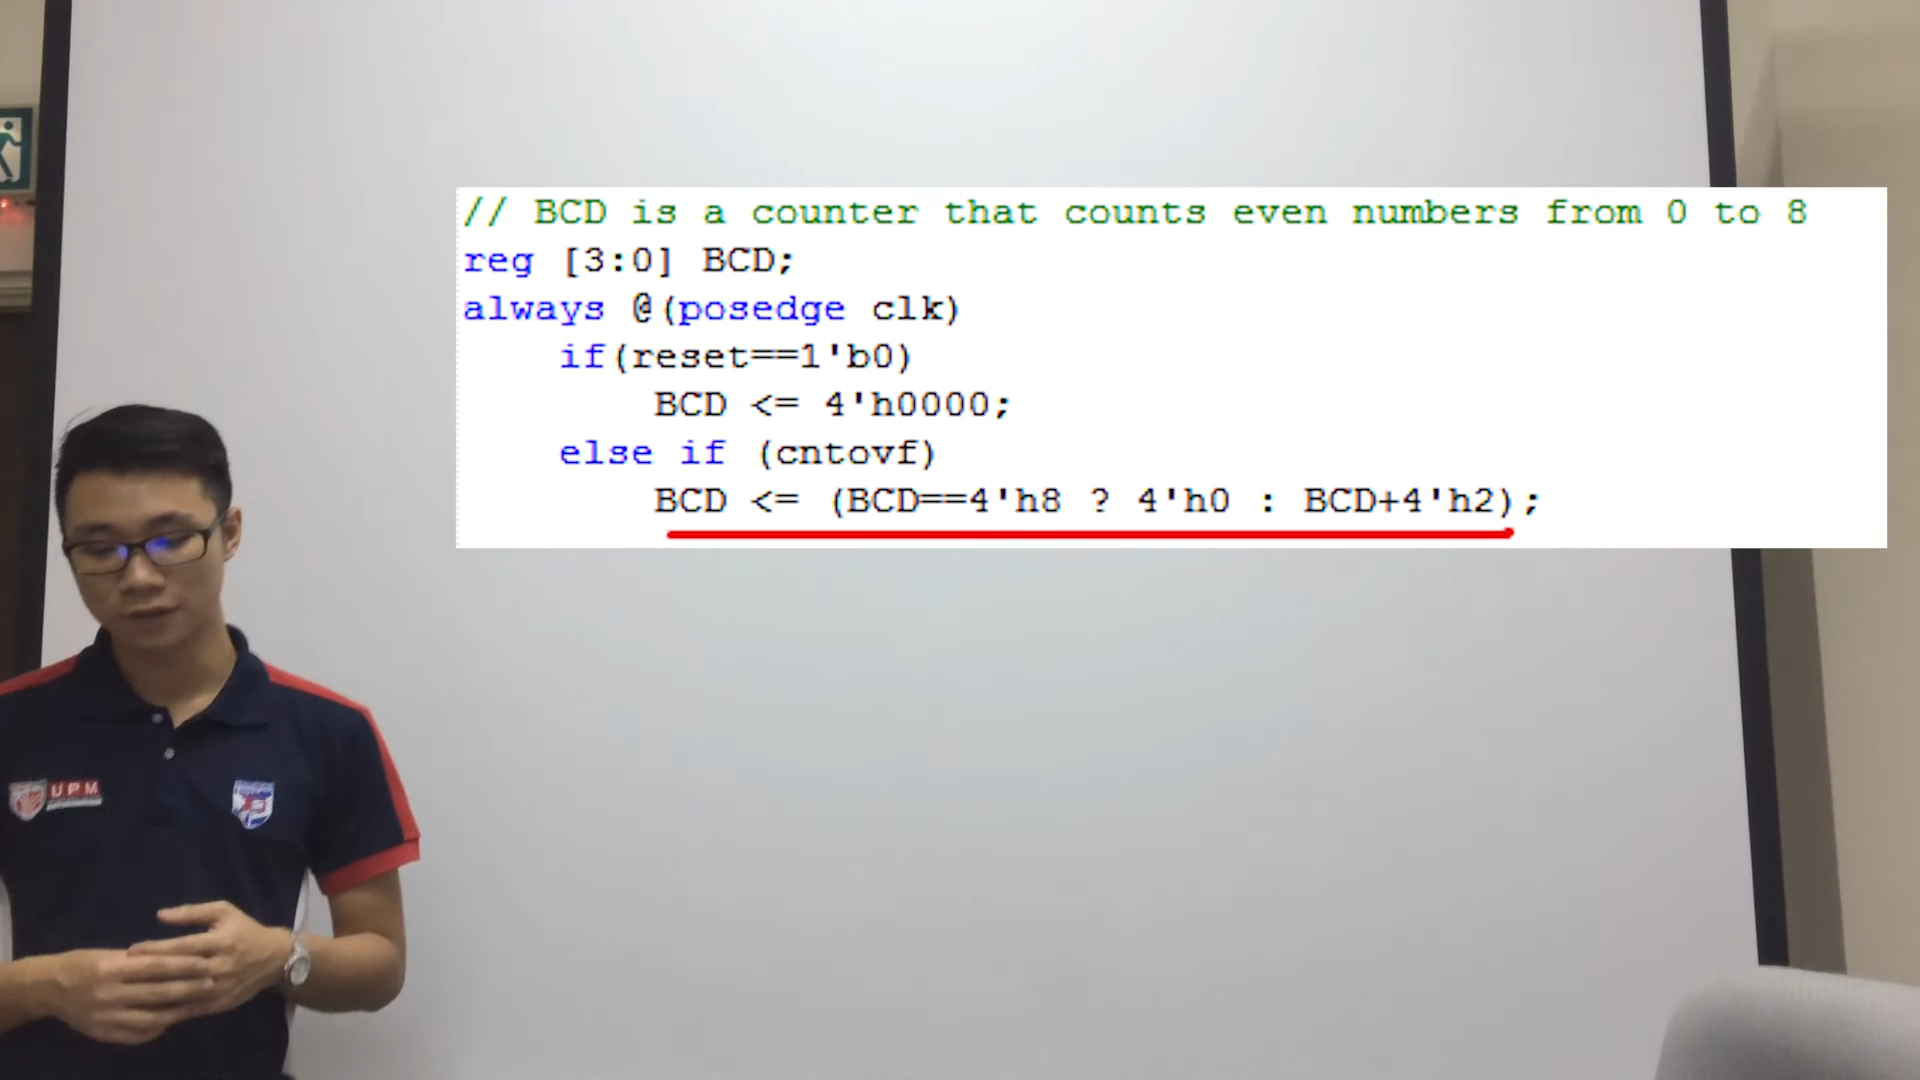 // BCD is a counter that counts even numbers from 0 to 8
reg [3:0] BCD;
always @(posedge clk)
if(reset==1'b0)
BCD <= 4'h0000;
else if (cntovf)
BCD <= (BCD==4'h8 ? 4'h0 : BCD+4'h2);
UPM